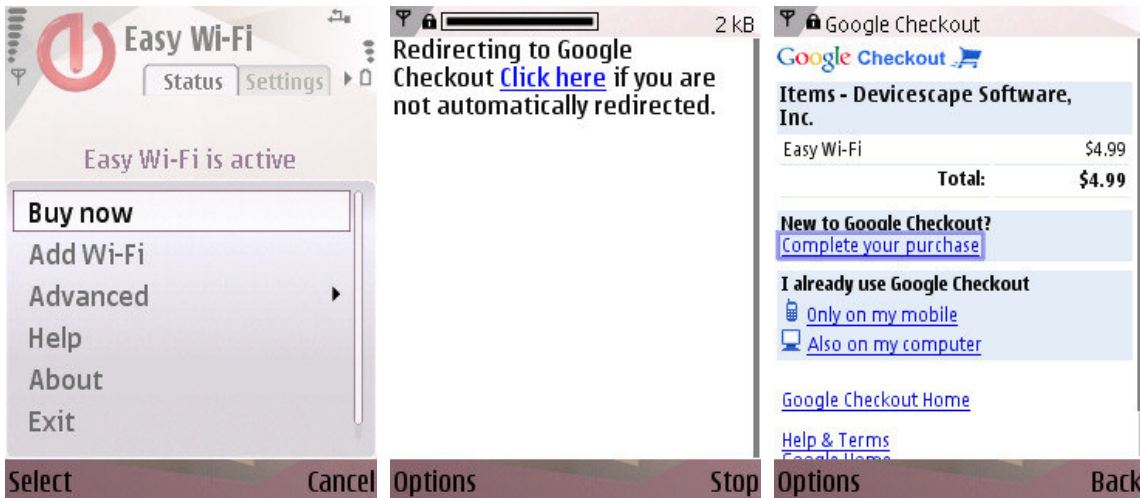 Easy Wi-Fi
Status Settings
Easy Wi-Fi is active
Buy now
Add Wi-Fi
Advanced
Help
About
Exit
Select Cancel
2 kB
Redirecting to Google
Checkout Click here if you are
not automatically redirected.
Options Stop
Google Checkout
Google Checkout
Items - Devicescape Software,
Inc.
Easy Wi-Fi $4.99
Total: $4.99
New to Google Checkout?
Complete your purchase
I already use Google Checkout
Only on my mobile
Also on my computer
Google Checkout Home
Help & Terms
Google Home
Options Back